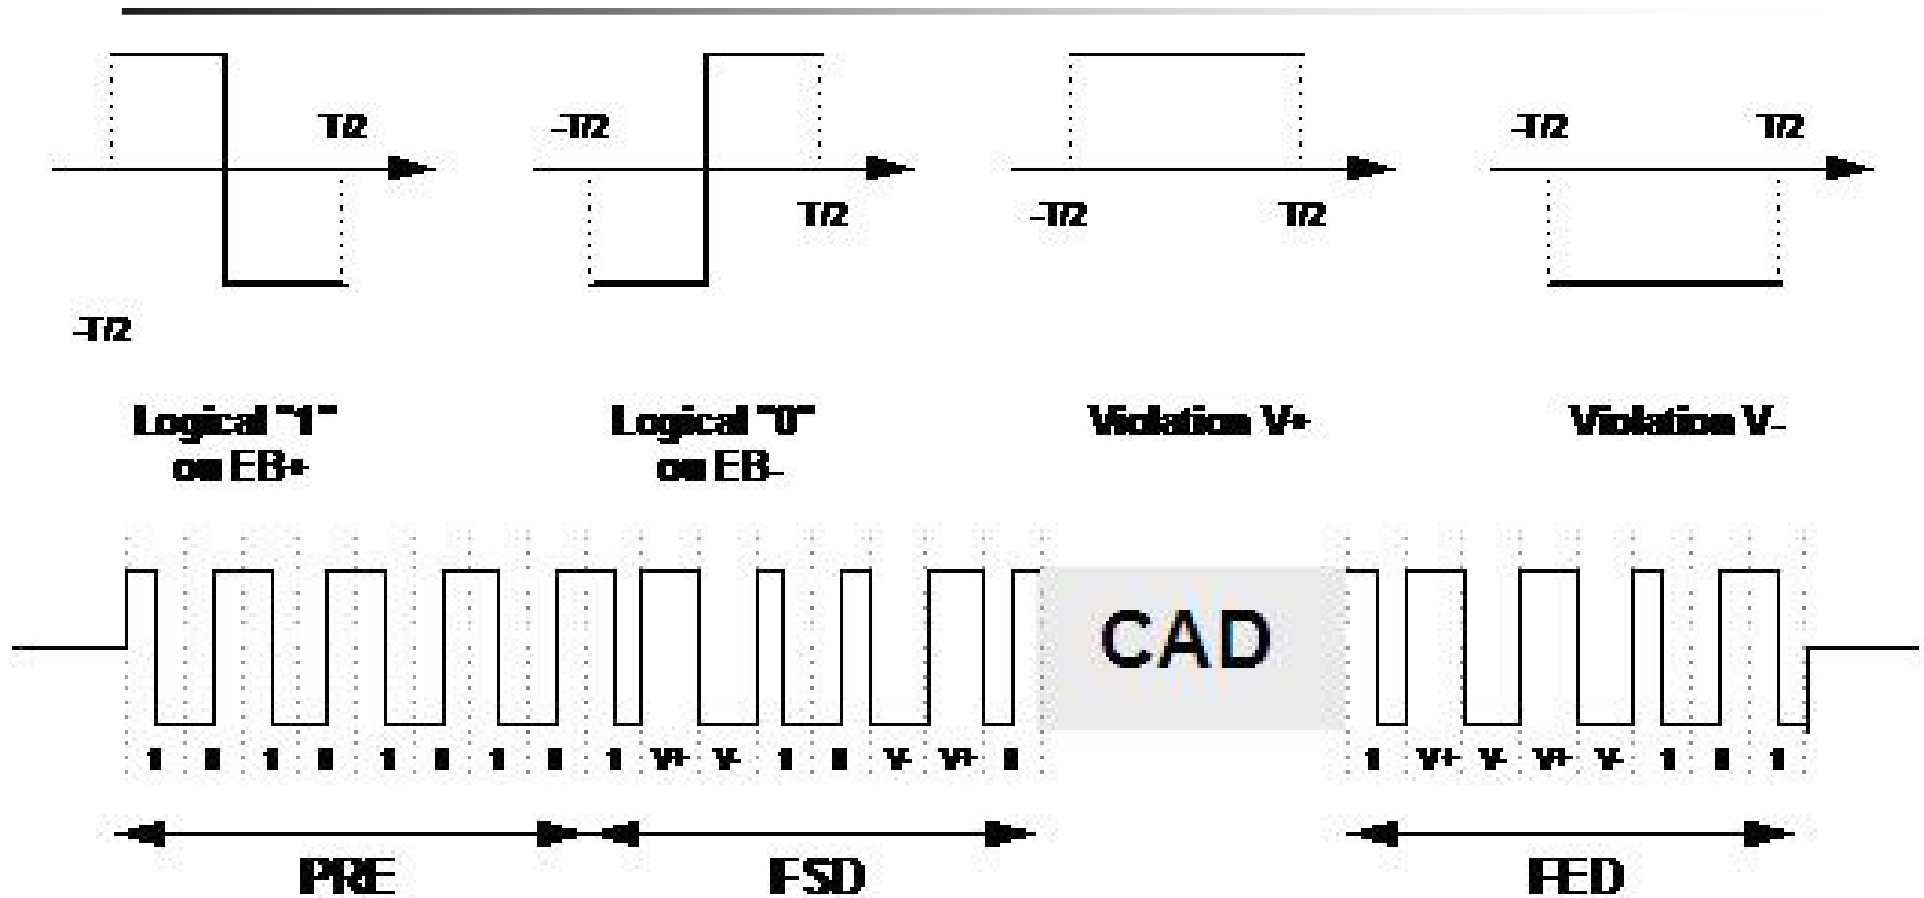 T/2
-T/2
-T/2
T/2
-T/2
T/2
-T/2
T/2
Logical "1"
on EB+
Logical "0"
on EB-
Violation V+
Violation V-
CAD
1 0 1 0 1 0 1 0 1 V+ V- 1 0 V- V+ 0
1 V+ V- V+ V- 1 0 1
PRE
FSD
FED